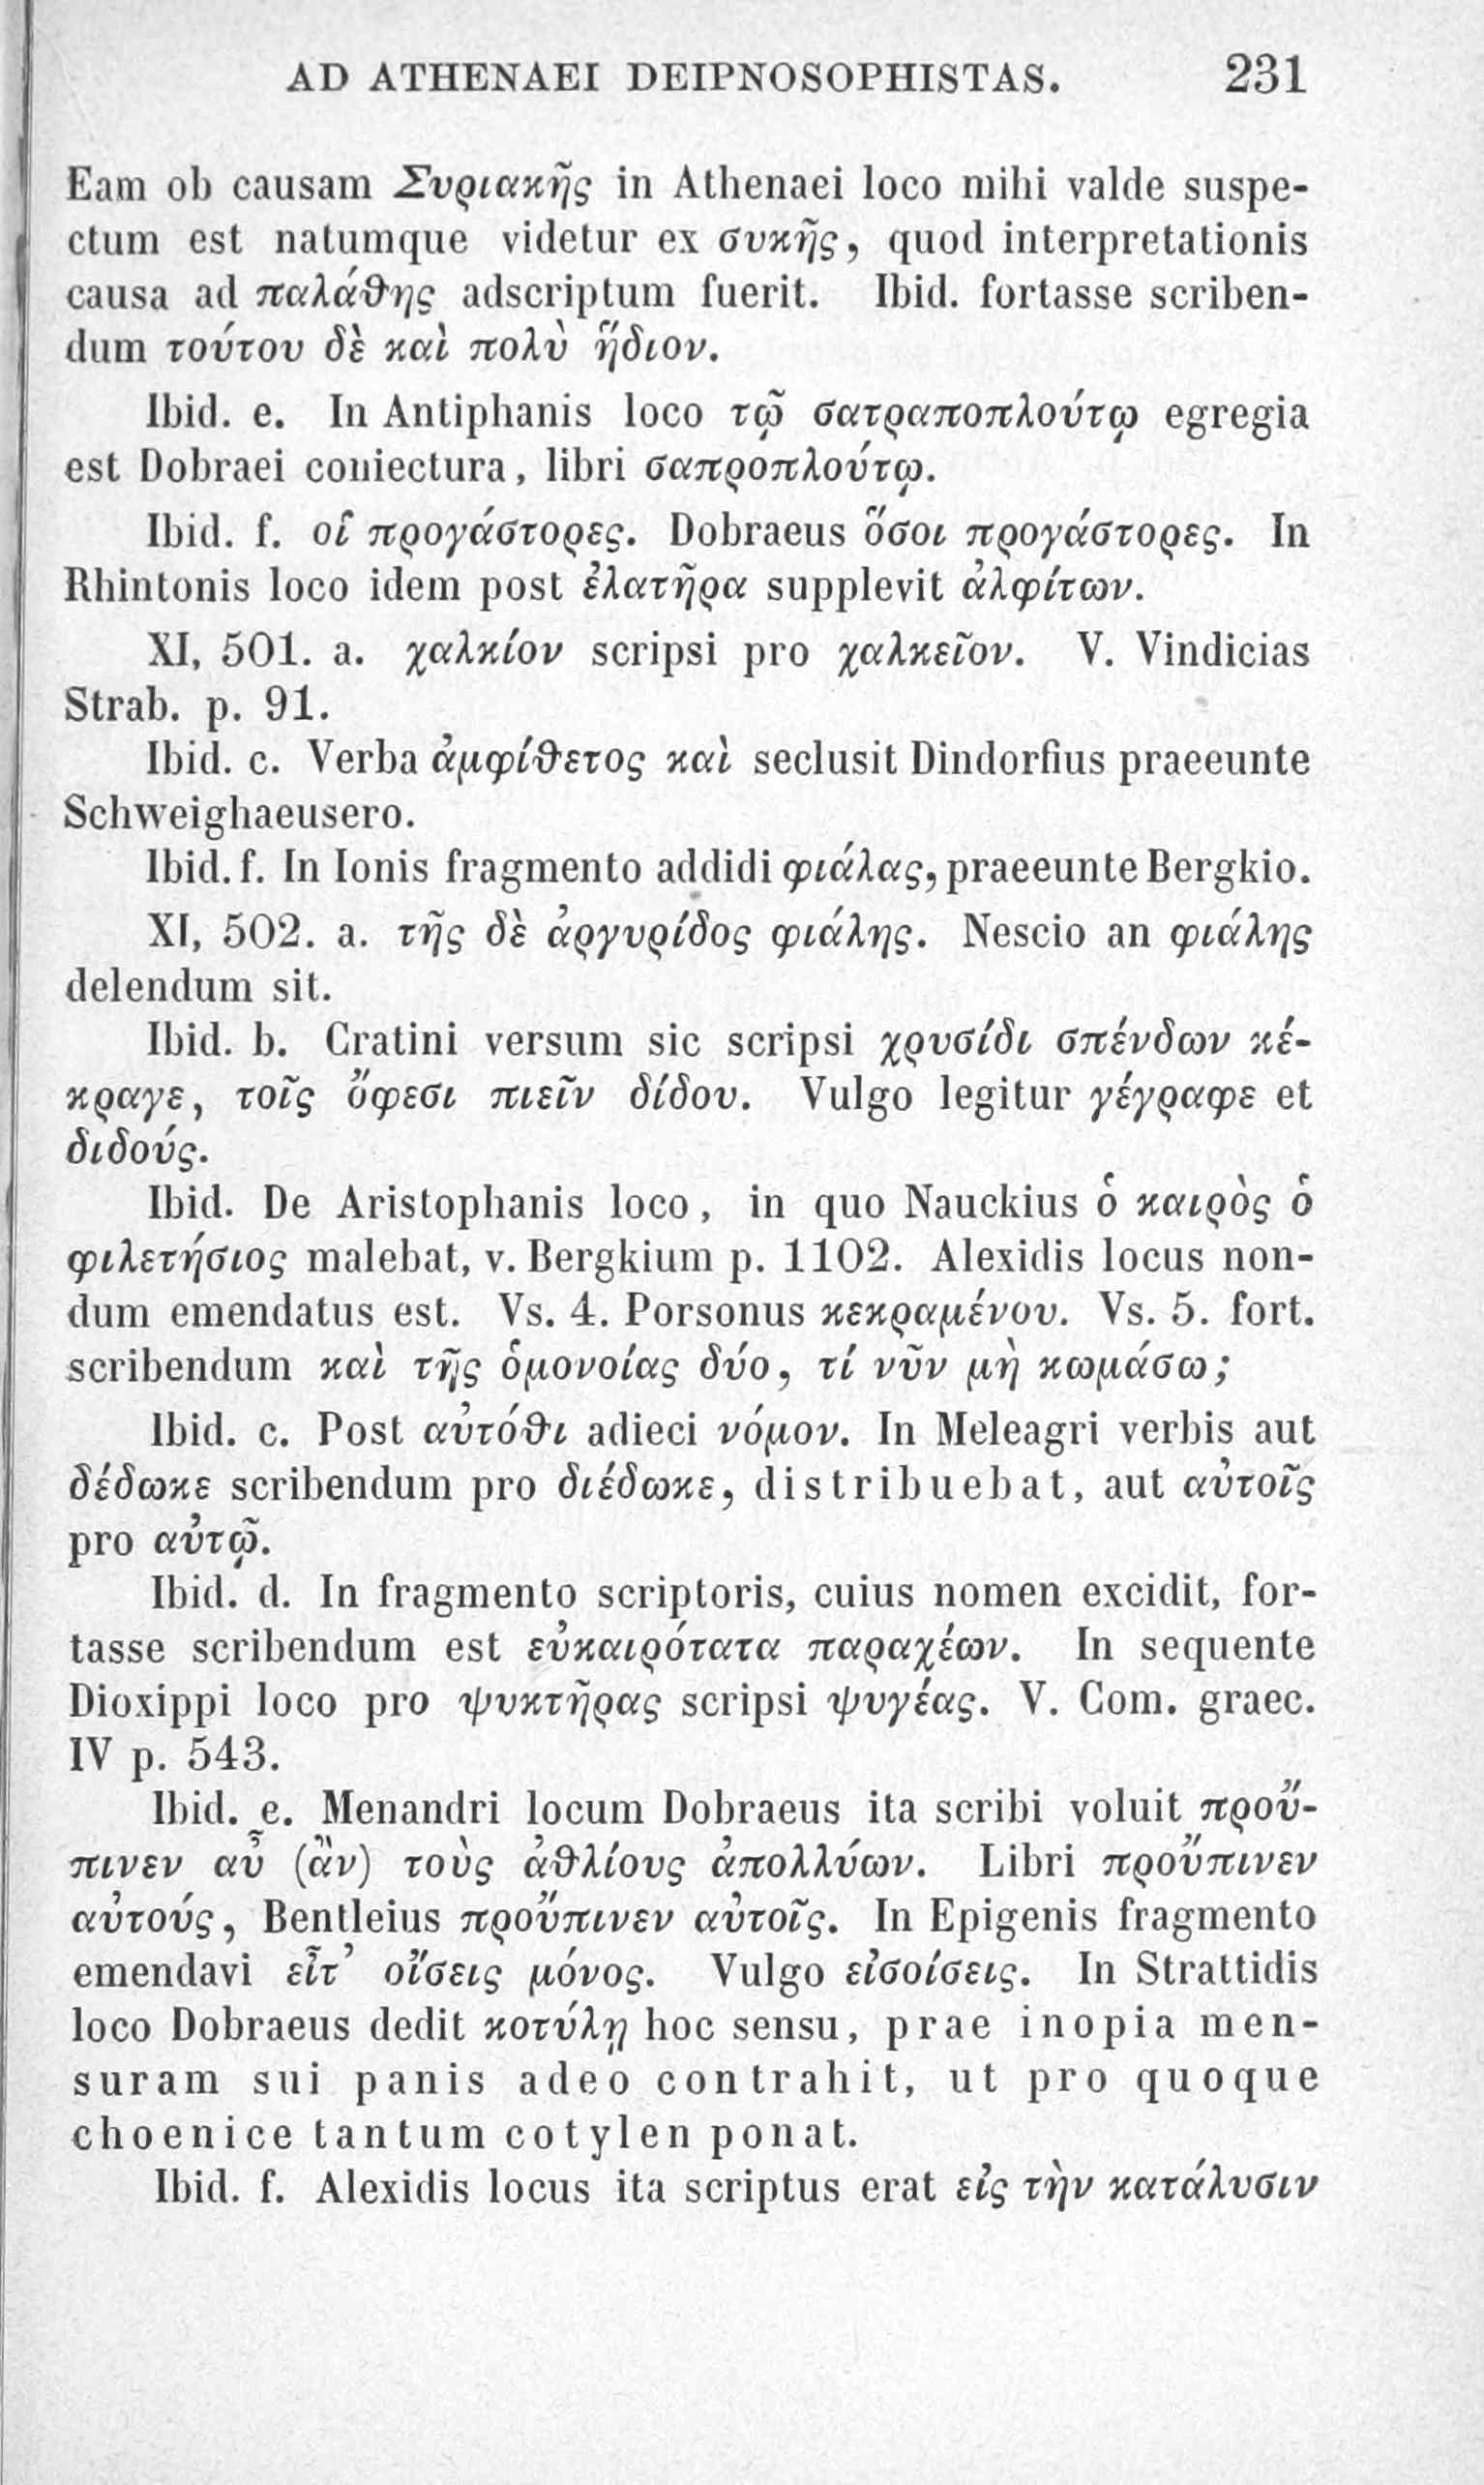 AD ATHENAEI DEIPNOSOPHISTAS. 231
Eam ob causam Συριακῆς in Athenaei loco mihi valde suspe-
ctum est natumque videtur ex συκῆς, quod interpretationis
causa ad παλάθης adscriptum fuerit. Ibid. fortasse scriben-
dum τούτου δὲ καὶ πολὺ ἥδιον.
Ibid. e. In Antiphanis loco τῷ σατραποπλούτῳ egregia
est Dobraei coniectura, libri σαπροπλούτῳ.
Ibid. f. οἱ προγάστορες. Dobraeus ὅσοι προγάστορες. In
Rhintonis loco idem post ἐλατῆρα supplevit ἀλφίτων.
XI, 501. a. χαλκίον scripsi pro χαλκεῖον. V. Vindicias
Strab. p. 91.
Ibid. c. Verba ἀμφίθετος καὶ seclusit Dindorfius praeeunte
Schweighaeusero.
Ibid. f. In Ionis fragmento addidi φιάλας, praeeunte Bergkio.
XI, 502. a. τῆς δὲ ἀργυρίδος φιάλης. Nescio an φιάλης
delendum sit.
Ibid. b. Cratini versum sic scripsi χρυσίδι σπένδων κέ-
κραγε, τοῖς ὄφεσι πιεῖν δίδου. Vulgo legitur γέγραφε et
διδούς.
Ibid. De Aristophanis loco, in quo Nauckius ὁ καιρὸς ὁ
φιλετήσιος malebat, v. Bergkium p. 1102. Alexidis locus non-
dum emendatus est. Vs. 4. Porsonus κεκραμένου. Vs. 5. fort.
scribendum καὶ τῆς ὁμονοίας δύο, τί νῦν μὴ κωμάσω;
Ibid. c. Post αὐτόθι adieci νόμον. In Meleagri verbis aut
δέδωκε scribendum pro διέδωκε, distribuebat, aut αὐτοῖς
pro αὐτῷ.
Ibid. d. In fragmento scriptoris, cuius nomen excidit, for-
tasse scribendum est εὐκαιρότατα παραχέων. In sequente
Dioxippi loco pro ψυκτῆρας scripsi ψυγέας. V. Com. graec.
IV p. 543.
Ibid. e. Menandri locum Dobraeus ita scribi voluit προὔ-
πινεν αὖ (ἂν) τοὺς ἀθλίους ἀπολλύων. Libri προὔπινεν
αὐτούς, Bentleius προὔπινεν αὐτοῖς. In Epigenis fragmento
emendavi εἶτ᾽ οἴσεις μόνος. Vulgo εἰσοίσεις. In Strattidis
loco Dobraeus dedit κοτύλῃ hoc sensu, prae inopia men-
suram sui panis adeo contrahit, ut pro quoque
choenice tantum cotylen ponat.
Ibid. f. Alexidis locus ita scriptus erat εἰς τὴν κατάλυσιν